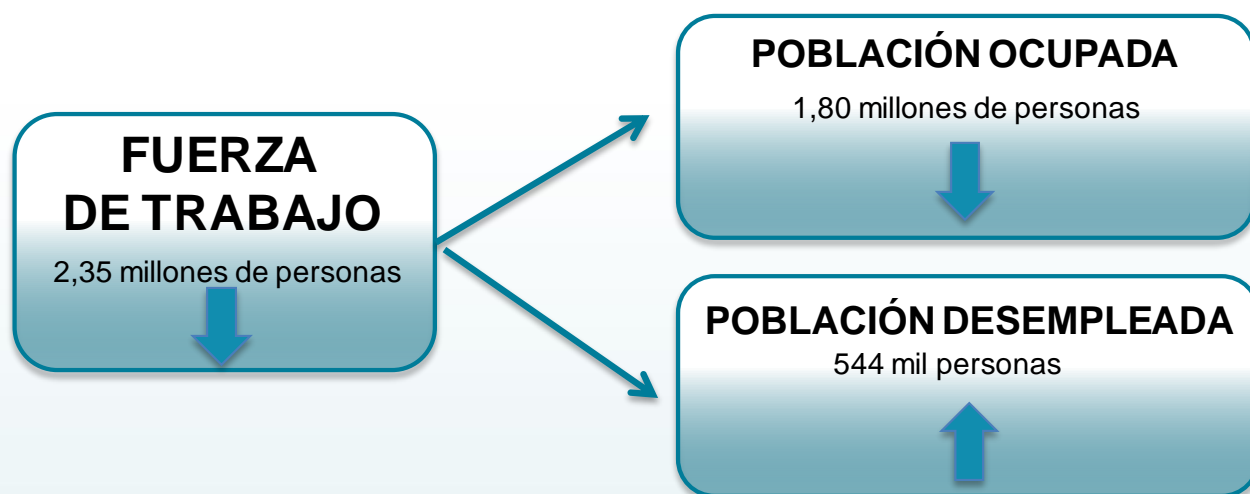 FUERZA
DE TRABAJO
2,35 millones de personas
POBLACIÓN OCUPADA
1,80 millones de personas
POBLACIÓN DESEMPLEADA
544 mil personas